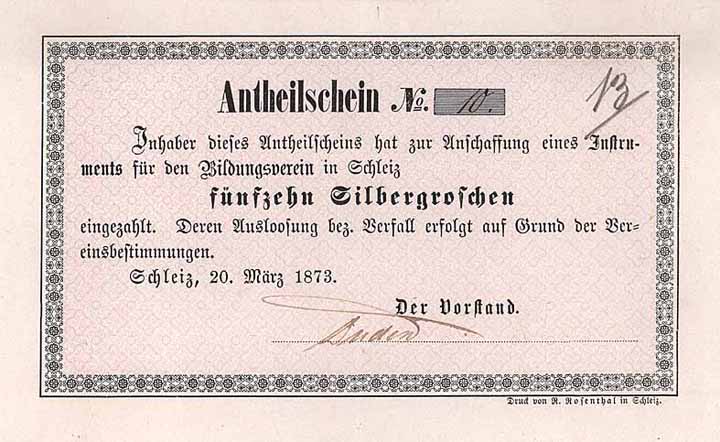 Antheilschein No. 10.
13
Inhaber dieses Antheilscheins hat zur Anschaffung eines Instru-
ments für den Bildungsverein in Schleiz
fünfzehn Silbergroschen
eingezahlt. Deren Ausloosung bez. Verfall erfolgt auf Grund der Ver-
einsbestimmungen.
Schleiz, 20. März 1873.
Der Vorstand.
Duden
Druck von R. Rosenthal in Schleiz.